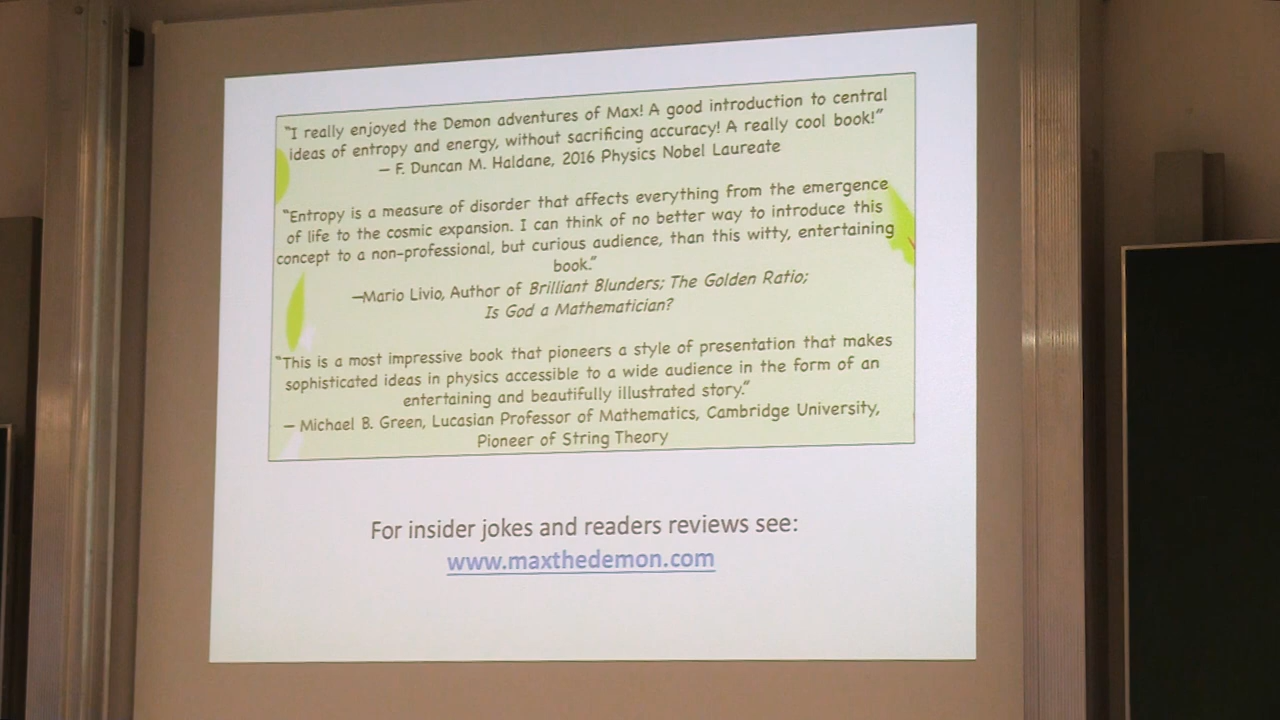 "I really enjoyed the Demon adventures of Max! A good introduction to central
ideas of entropy and energy, without sacrificing accuracy! A really cool book!"
— F. Duncan M. Haldane, 2016 Physics Nobel Laureate
"Entropy is a measure of disorder that affects everything from the emergence
of life to the cosmic expansion. I can think of no better way to introduce this
concept to a non-professional, but curious audience, than this witty, entertaining
book."
—Mario Livio, Author of Brilliant Blunders; The Golden Ratio;
Is God a Mathematician?
"This is a most impressive book that pioneers a style of presentation that makes
sophisticated ideas in physics accessible to a wide audience in the form of an
entertaining and beautifully illustrated story."
— Michael B. Green, Lucasian Professor of Mathematics, Cambridge University,
Pioneer of String Theory
For insider jokes and readers reviews see:
www.maxthedemon.com